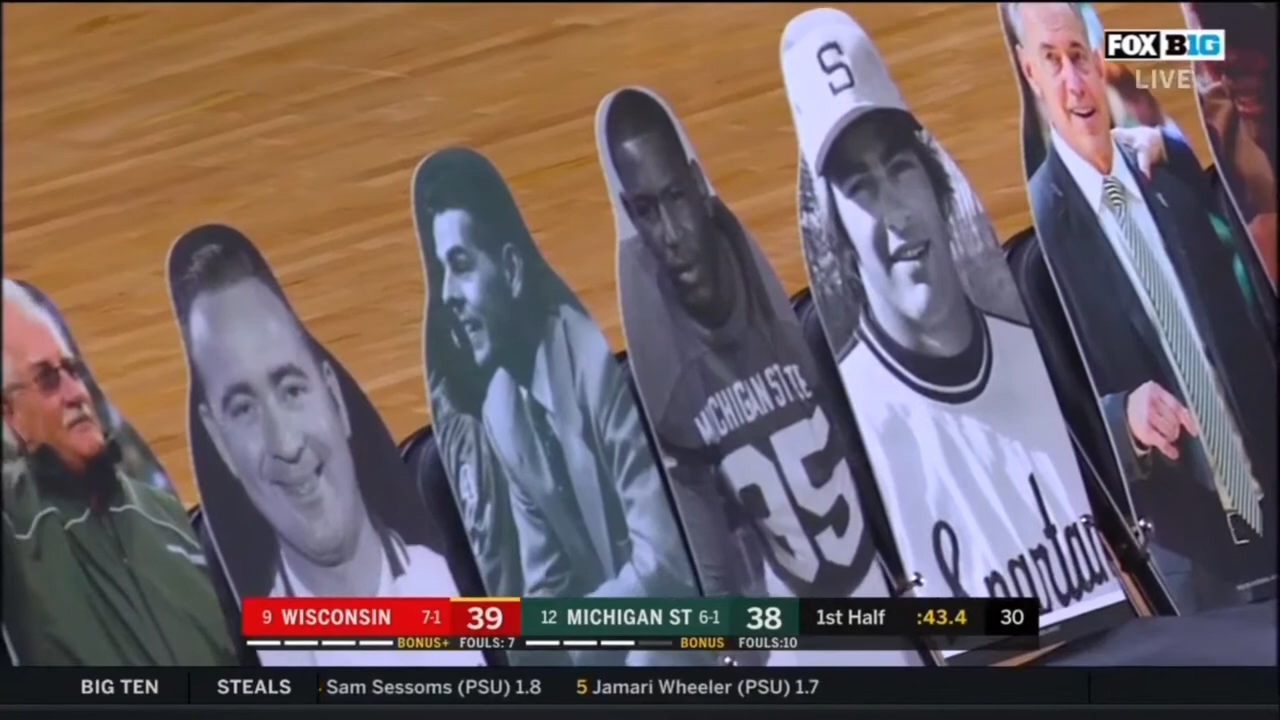 FOX B1G
LIVE
S
MICHIGAN STATE
95
Spartans
9 WISCONSIN 7-1 39 12 MICHIGAN ST 6-1 38 1st Half :43.4 30
BONUS+ FOULS: 7 BONUS FOULS:10
BIG TEN STEALS Sam Sessoms (PSU) 1.8 5 Jamari Wheeler (PSU) 1.7